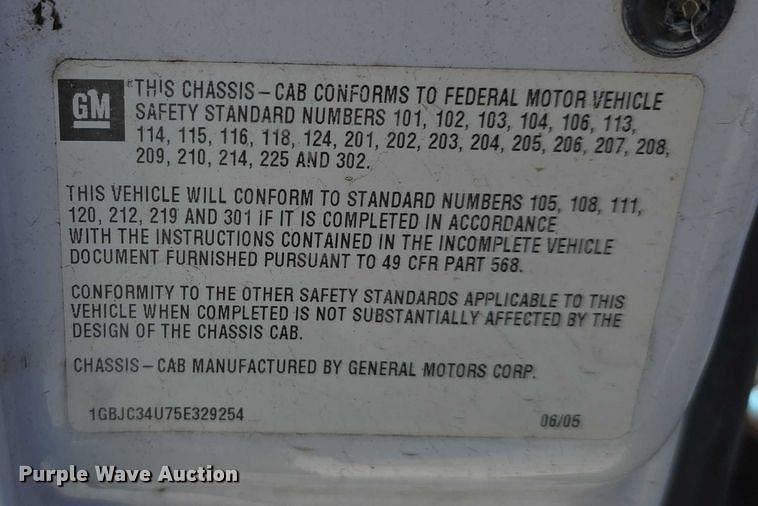 GM
THIS CHASSIS – CAB CONFORMS TO FEDERAL MOTOR VEHICLE
SAFETY STANDARD NUMBERS 101, 102, 103, 104, 106, 113,
114, 115, 116, 118, 124, 201, 202, 203, 204, 205, 206, 207, 208,
209, 210, 214, 225 AND 302.
THIS VEHICLE WILL CONFORM TO STANDARD NUMBERS 105, 108, 111,
120, 212, 219 AND 301 IF IT IS COMPLETED IN ACCORDANCE
WITH THE INSTRUCTIONS CONTAINED IN THE INCOMPLETE VEHICLE
DOCUMENT FURNISHED PURSUANT TO 49 CFR PART 568.
CONFORMITY TO THE OTHER SAFETY STANDARDS APPLICABLE TO THIS
VEHICLE WHEN COMPLETED IS NOT SUBSTANTIALLY AFFECTED BY THE
DESIGN OF THE CHASSIS CAB.
CHASSIS – CAB MANUFACTURED BY GENERAL MOTORS CORP.
1GBJC34U75E329254 06/05
Purple Wave Auction